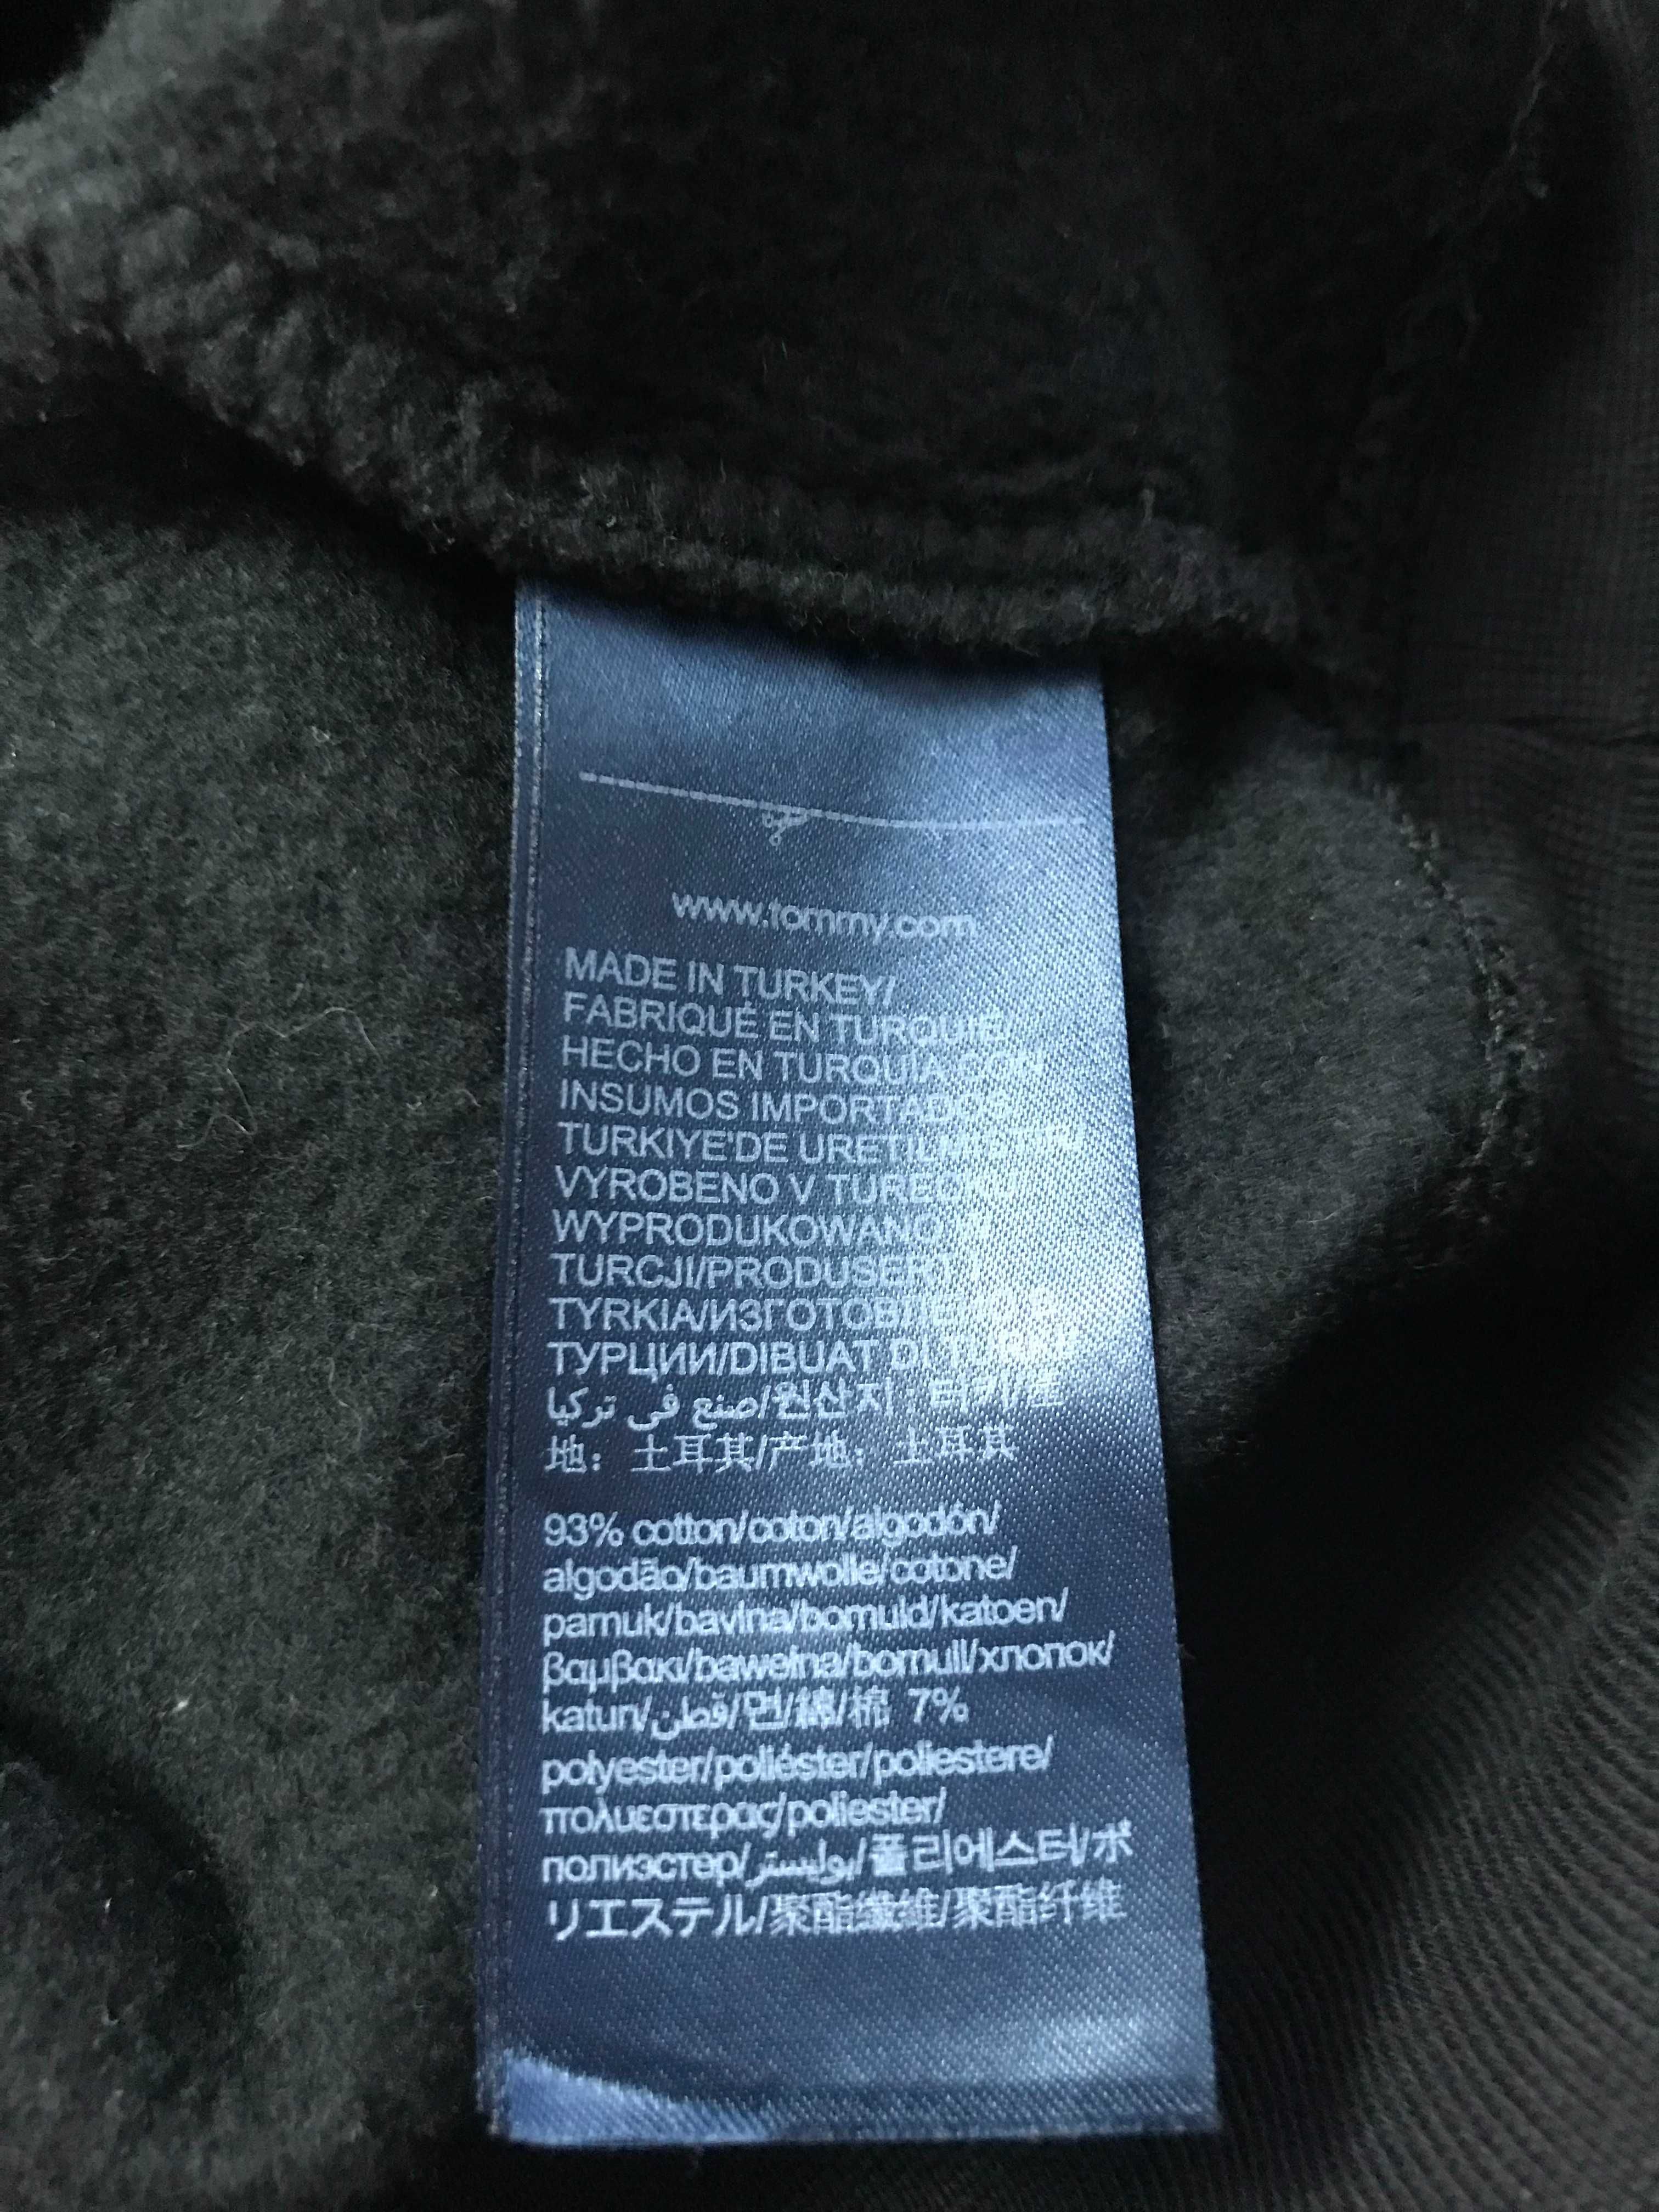 www.tommy.com
MADE IN TURKEY/
FABRIQUÉ EN TURQUIE/
HECHO EN TURQUÍA CON
INSUMOS IMPORTADOS/
TURKIYE'DE URETILMISTIR/
VYROBENO V TURECKU/
WYPRODUKOWANO W
TURCJI/PRODUSERT I
TYRKIA/ИЗГОТОВЛЕНО В
ТУРЦИИ/DIBUAT DI TURKI/
صنع في تركيا/원산지 : 터키/產
地：土耳其/产地：土耳其
93% cotton/coton/algodón/
algodão/baumwolle/cotone/
pamuk/bavlna/bomuld/katoen/
βαμβακι/bawełna/bomull/хлопок/
katun/قطن/면/綿/棉 7%
polyester/poliéster/poliestere/
πολυεστερας/poliester/
полиэстер/بوليستر/폴리에스터/ポ
リエステル/聚酯纖維/聚酯纤维